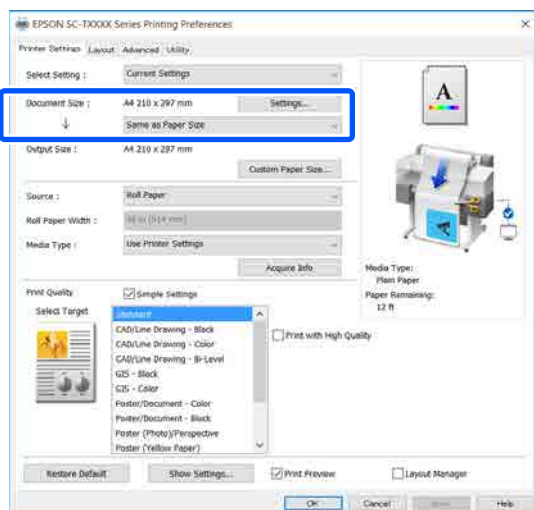 EPSON SC-TXXXX Series Printing Preferences
Printer Settings Layout Advanced Utility
Select Setting : Current Settings
Document Size : A4 210 x 297 mm Settings...
↓ Same as Paper Size
Output Size : A4 210 x 297 mm
Custom Paper Size...
Source : Roll Paper
Roll Paper Width :
Media Type : Use Printer Settings
Acquire Info
A
A
Media Type:
Plain Paper
Paper Remaining:
12 ft
Print Quality Simple Settings
Select Target
Standard
CAD/Line Drawing - Black
CAD/Line Drawing - Color
CAD/Line Drawing - Bi-Level
GIS - Black
GIS - Color
Poster/Document - Color
Poster/Document - Black
Poster (Photo)/Perspective
Poster (Yellow Paper)
Print with High Quality
Restore Default Show Settings... Print Preview Layout Manager
OK Cancel Help